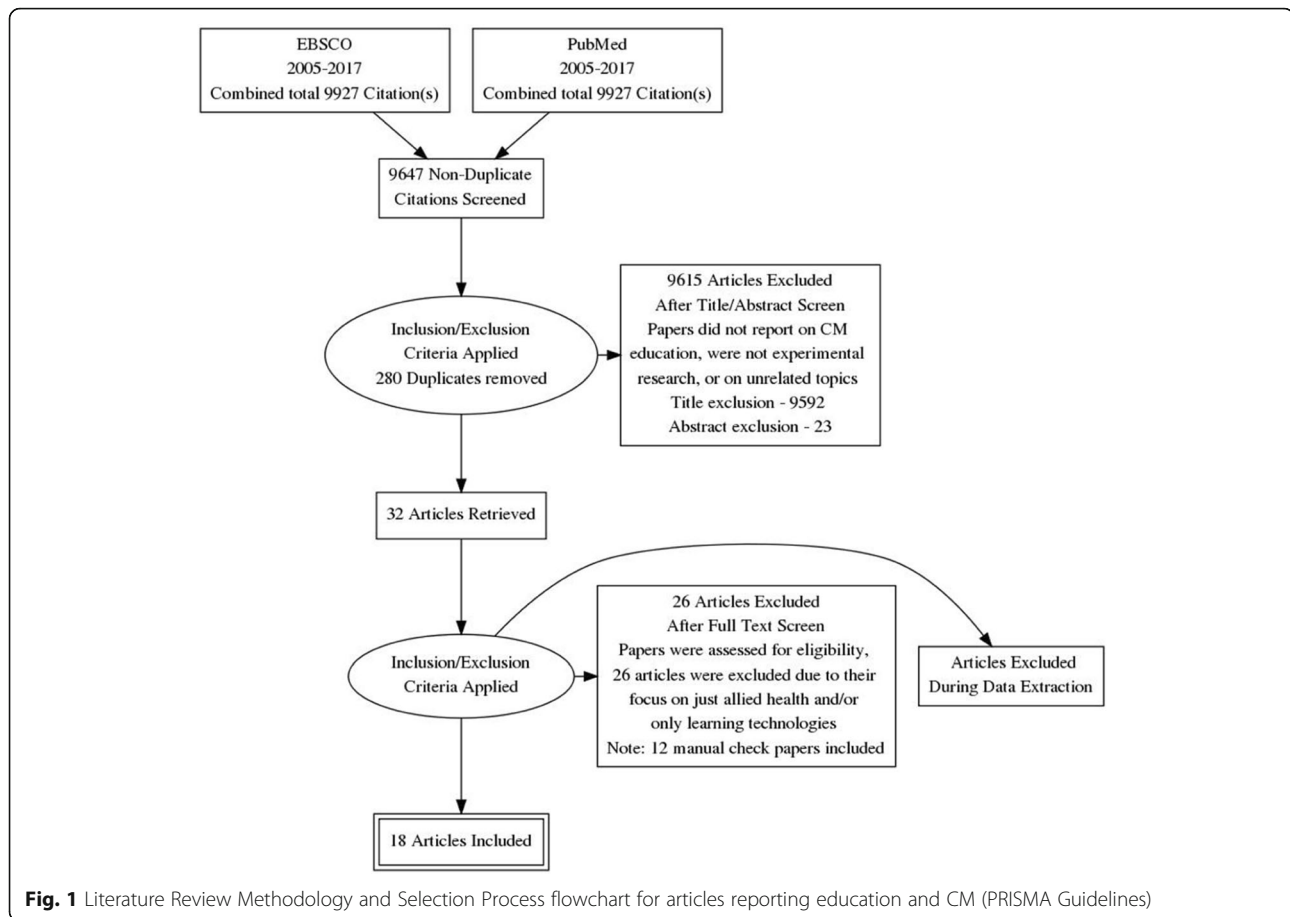 EBSCO
2005-2017
Combined total 9927 Citation(s)
PubMed
2005-2017
Combined total 9927 Citation(s)
9647 Non-Duplicate
Citations Screened
Inclusion/Exclusion
Criteria Applied
280 Duplicates removed
9615 Articles Excluded
After Title/Abstract Screen
Papers did not report on CM
education, were not experimental
research, or on unrelated topics
Title exclusion - 9592
Abstract exclusion - 23
32 Articles Retrieved
Inclusion/Exclusion
Criteria Applied
26 Articles Excluded
After Full Text Screen
Papers were assessed for eligibility,
26 articles were excluded due to their
focus on just allied health and/or
only learning technologies
Note: 12 manual check papers included
Articles Excluded
During Data Extraction
18 Articles Included
Fig. 1 Literature Review Methodology and Selection Process flowchart for articles reporting education and CM (PRISMA Guidelines)